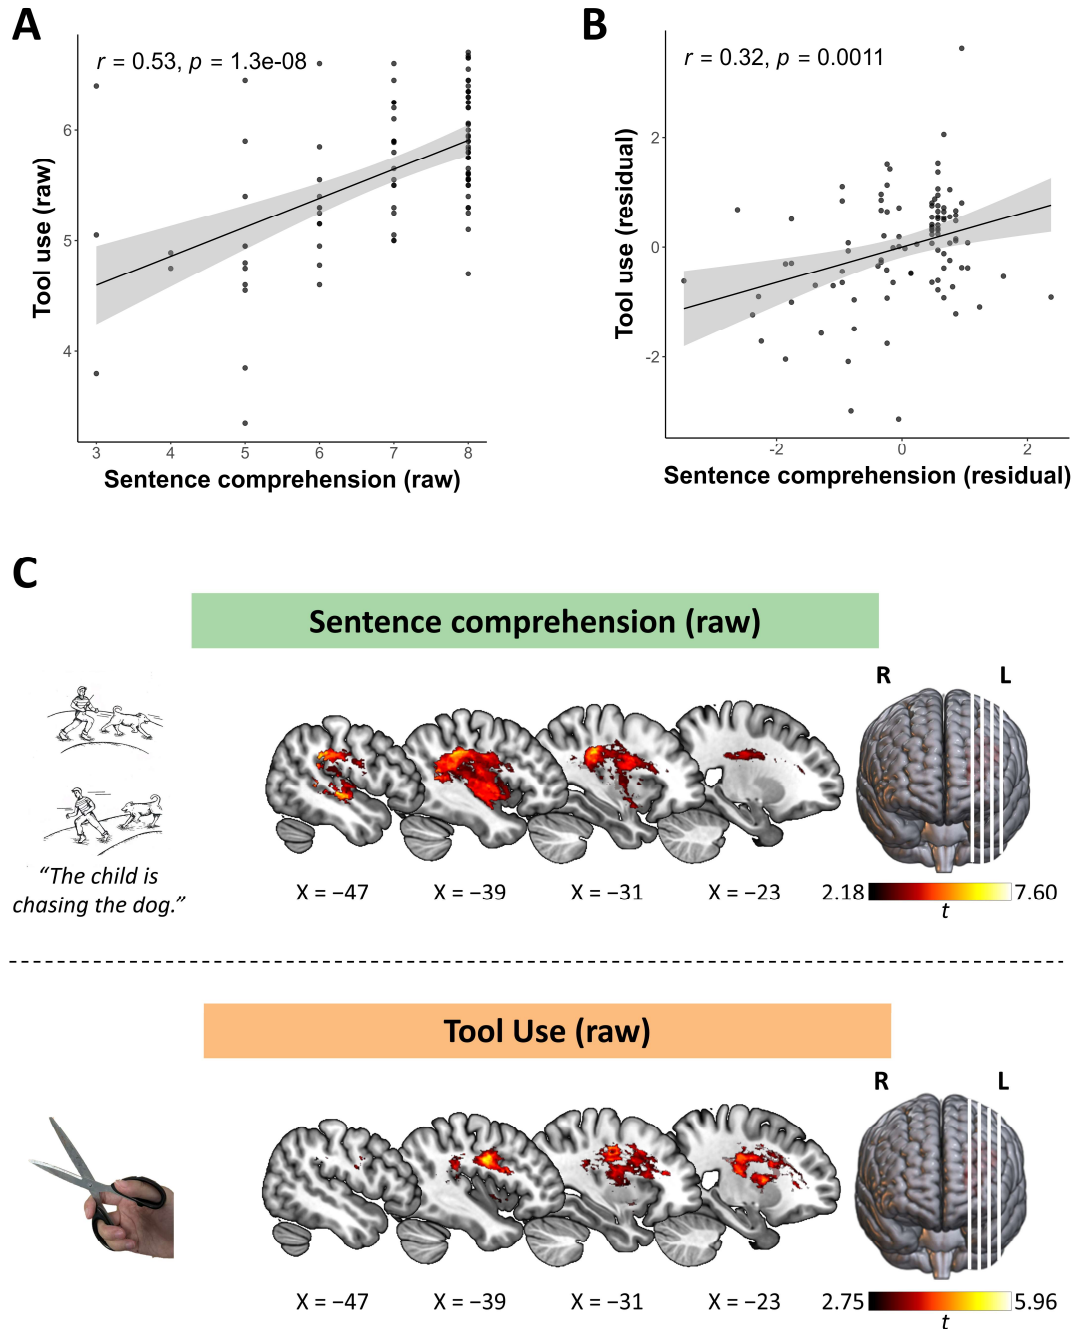 A
r = 0.53, p = 1.3e-08
Tool use (raw)
6
5
4
3 4 5 6 7 8
Sentence comprehension (raw)
B
r = 0.32, p = 0.0011
Tool use (residual)
2
0
-2
-2 0 2
Sentence comprehension (residual)
C
Sentence comprehension (raw)
R L
“The child is
chasing the dog.”
X = −47 X = −39 X = −31 X = −23
2.18 7.60
t
Tool Use (raw)
R L
X = −47 X = −39 X = −31 X = −23
2.75 5.96
t